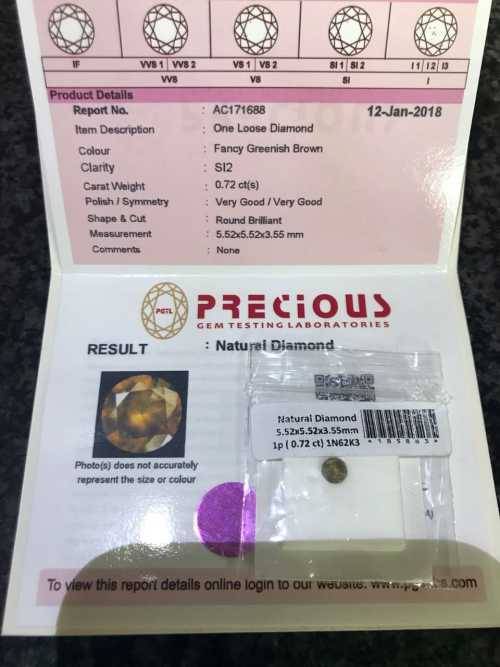 IF VVS 1 VVS 2 VS 1 VS 2 SI 1 SI 2 I 1 I 2 I3
VVS VS SI I
Product Details
Report No. : AC171688 12-Jan-2018
Item Description : One Loose Diamond
Colour : Fancy Greenish Brown
Clarity : SI2
Carat Weight : 0.72 ct(s)
Polish / Symmetry : Very Good / Very Good
Shape & Cut : Round Brilliant
Measurement : 5.52x5.52x3.55 mm
Comments : None
PGTL
PRECIOUS
GEM TESTING LABORATORIES
RESULT : Natural Diamond
Natural Diamond
5.52x5.52x3.55mm
1p ( 0.72 ct) 1N62K3
Photo(s) does not accurately
represent the size or colour
To view this report details online login to our website: